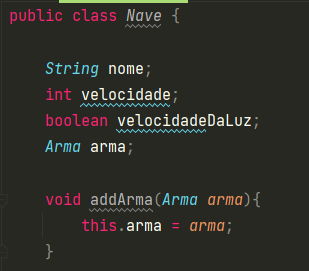 public class Nave {
String nome;
int velocidade;
boolean velocidadeDaLuz;
Arma arma;
void addArma(Arma arma){
this.arma = arma;
}